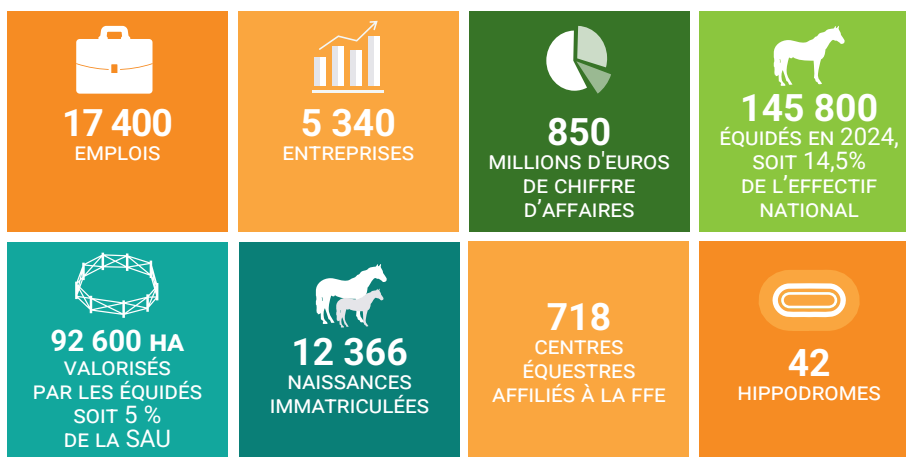 17 400
EMPLOIS
5 340
ENTREPRISES
850
MILLIONS D'EUROS
DE CHIFFRE
D'AFFAIRES
145 800
ÉQUIDÉS EN 2024,
SOIT 14,5%
DE L'EFFECTIF
NATIONAL
92 600 HA
VALORISÉS
PAR LES ÉQUIDÉS
SOIT 5 %
DE LA SAU
12 366
NAISSANCES
IMMATRICULÉES
718
CENTRES
ÉQUESTRES
AFFILIÉS À LA FFE
42
HIPPODROMES